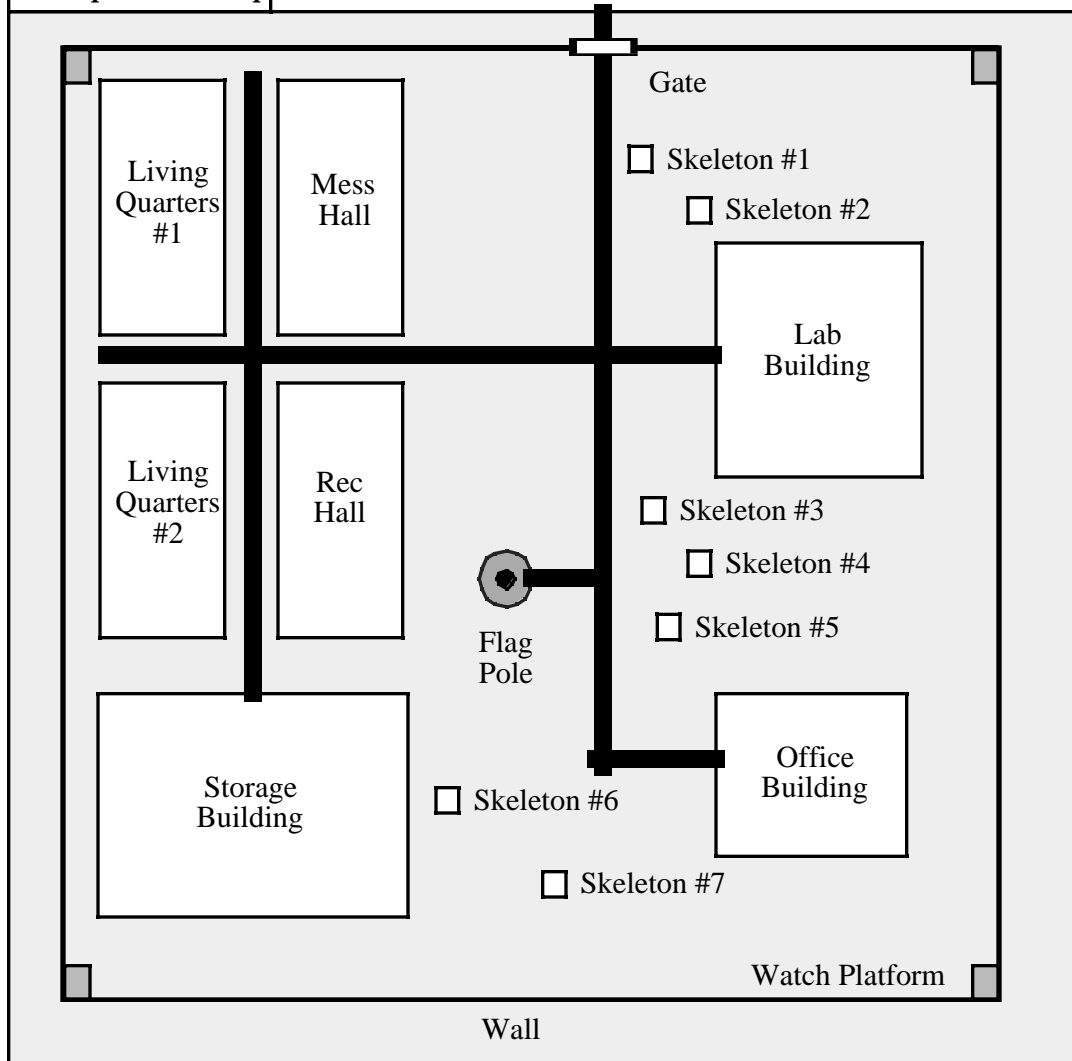 Gate
Skeleton #1
Living
Quarters
#1
Mess
Hall
Skeleton #2
Lab
Building
Living
Quarters
#2
Rec
Hall
Skeleton #3
Skeleton #4
Skeleton #5
Flag
Pole
Storage
Building
Office
Building
Skeleton #6
Skeleton #7
Watch Platform
Wall